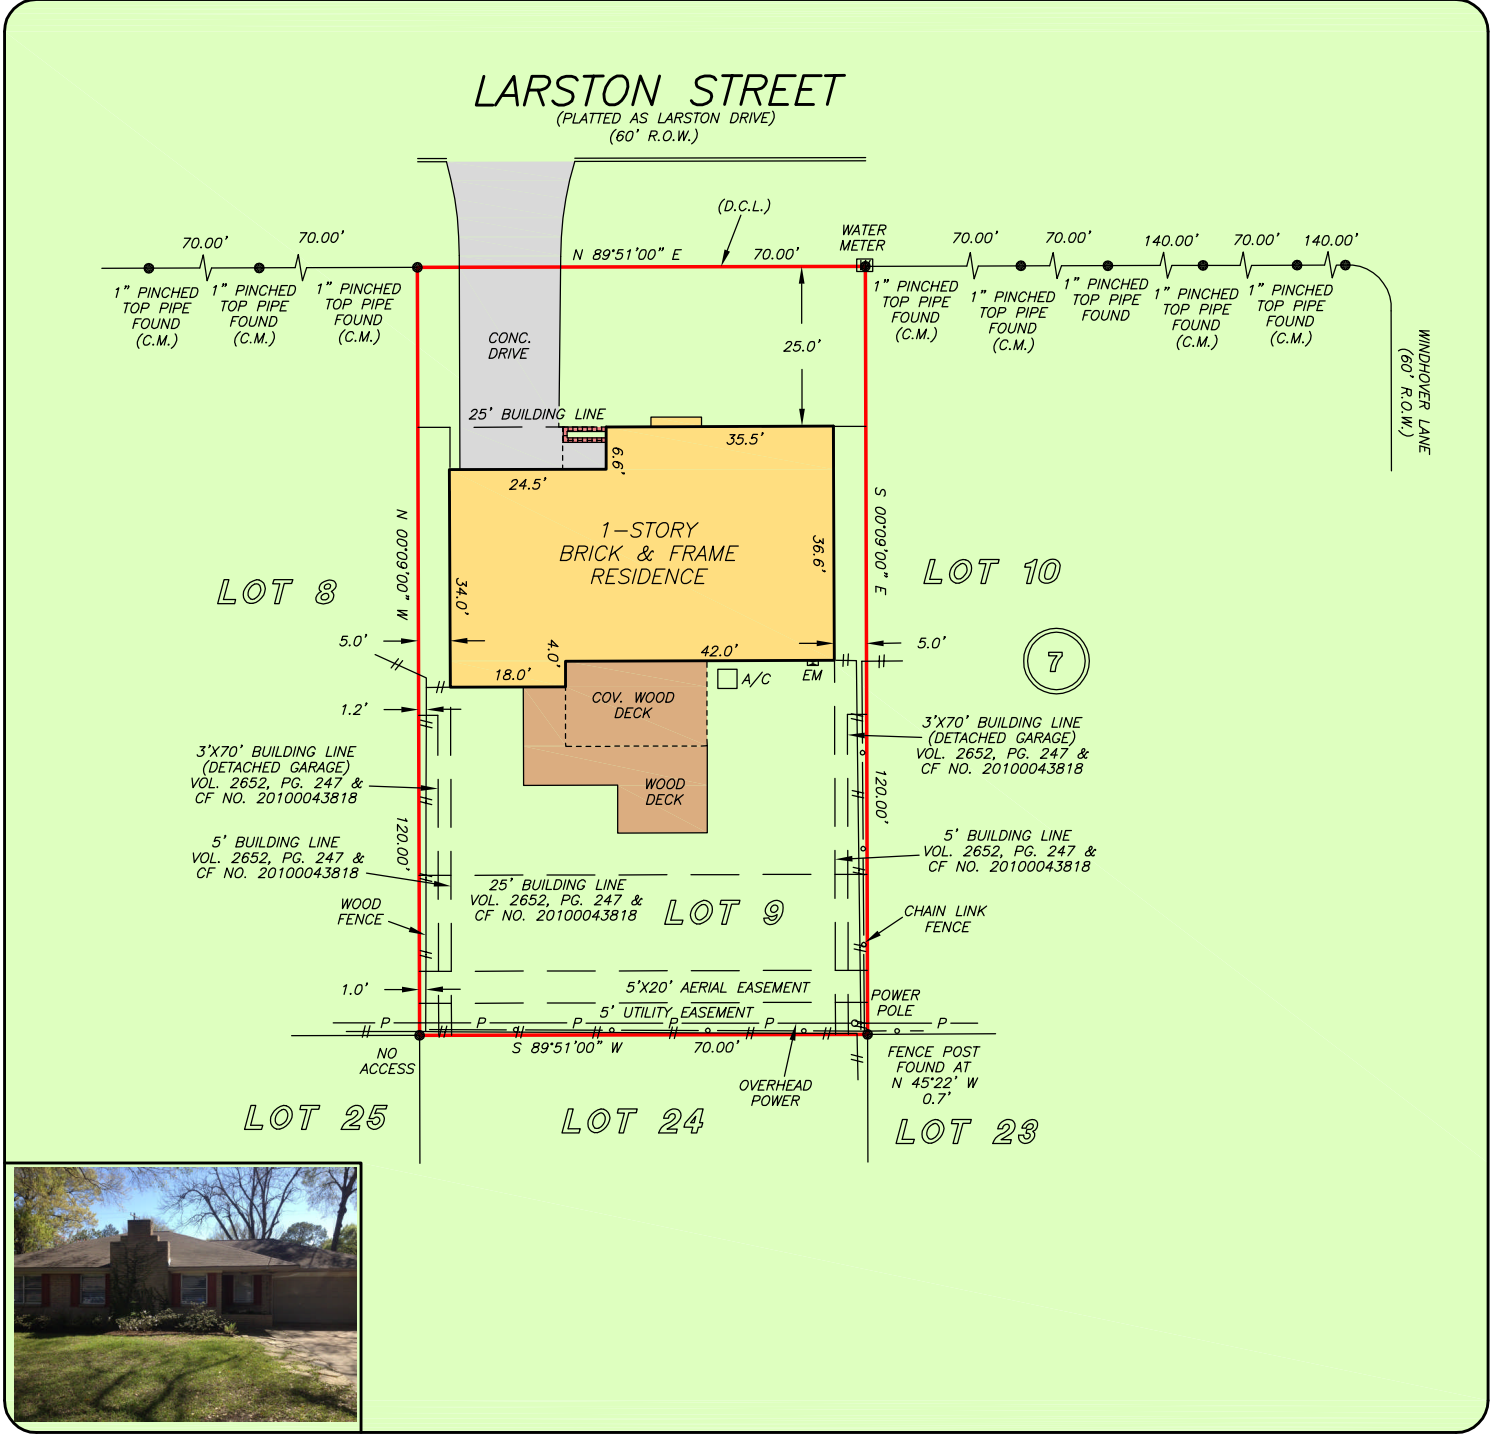 LARSTON STREET
(PLATTED AS LARSTON DRIVE)
(60' R.O.W.)
(D.C.L.)
WATER
METER
70.00'
70.00'
N 89°51'00" E
70.00'
70.00'
70.00'
140.00'
70.00'
140.00'
1" PINCHED
TOP PIPE
FOUND
(C.M.)
1" PINCHED
TOP PIPE
FOUND
(C.M.)
1" PINCHED
TOP PIPE
FOUND
(C.M.)
1" PINCHED
TOP PIPE
FOUND
(C.M.)
1" PINCHED
TOP PIPE
FOUND
(C.M.)
1" PINCHED
TOP PIPE
FOUND
1" PINCHED
TOP PIPE
FOUND
(C.M.)
1" PINCHED
TOP PIPE
FOUND
(C.M.)
WINDHOVER LANE
(60' R.O.W.)
CONC.
DRIVE
25.0'
25' BUILDING LINE
35.5'
6.6'
24.5'
1-STORY
BRICK & FRAME
RESIDENCE
36.6'
34.0'
N 00°09'00" W
S 00°09'00" E
LOT 8
LOT 10
5.0'
5.0'
7
4.0'
42.0'
18.0'
A/C
EM
COV. WOOD
DECK
WOOD
DECK
1.2'
3'X70' BUILDING LINE
(DETACHED GARAGE)
VOL. 2652, PG. 247 &
CF NO. 20100043818
3'X70' BUILDING LINE
(DETACHED GARAGE)
VOL. 2652, PG. 247 &
CF NO. 20100043818
120.00'
120.00'
5' BUILDING LINE
VOL. 2652, PG. 247 &
CF NO. 20100043818
5' BUILDING LINE
VOL. 2652, PG. 247 &
CF NO. 20100043818
25' BUILDING LINE
VOL. 2652, PG. 247 &
CF NO. 20100043818
LOT 9
WOOD
FENCE
CHAIN LINK
FENCE
1.0'
5'X20' AERIAL EASEMENT
POWER
POLE
5' UTILITY EASEMENT
P P P P P P
S 89°51'00" W
70.00'
NO
ACCESS
OVERHEAD
POWER
FENCE POST
FOUND AT
N 45°22' W
0.7'
LOT 25
LOT 24
LOT 23